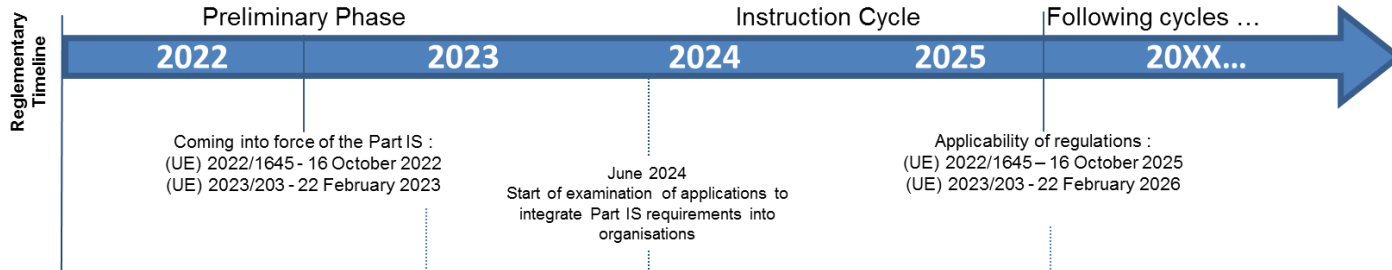 Reglementary
Timeline
Preliminary Phase
Instruction Cycle
Following cycles ...
2022
2023
2024
2025
20XX...
Coming into force of the Part IS :
(UE) 2022/1645 - 16 October 2022
(UE) 2023/203 - 22 February 2023
June 2024
Start of examination of applications to
integrate Part IS requirements into
organisations
Applicability of regulations :
(UE) 2022/1645 – 16 October 2025
(UE) 2023/203 - 22 February 2026